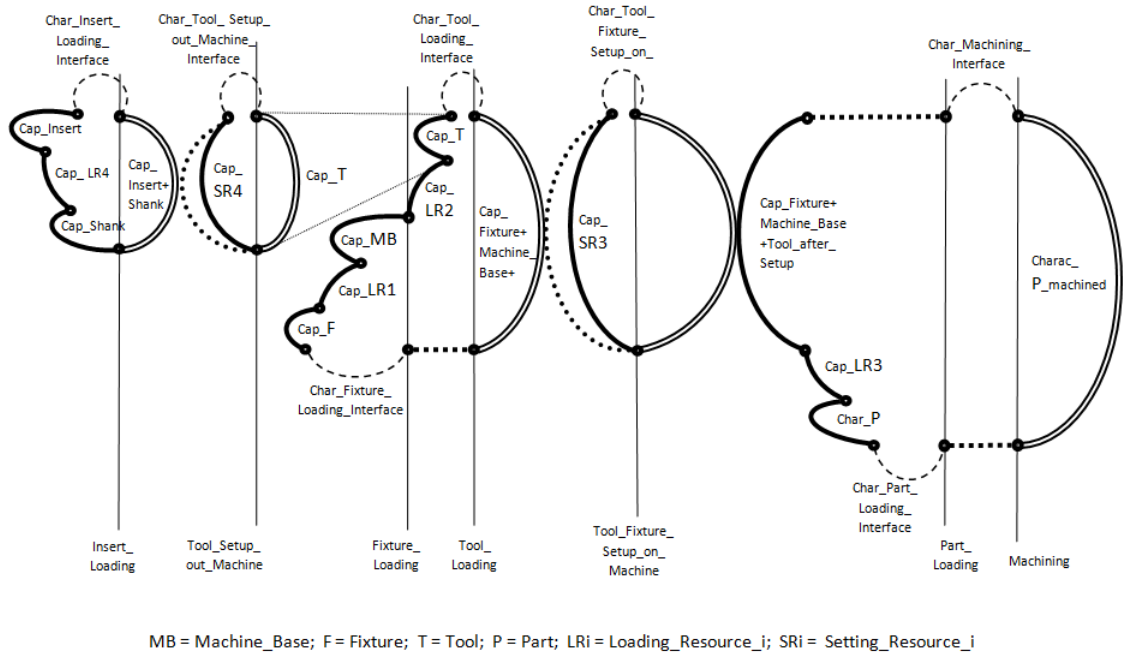 Char_Insert_
Loading_
Interface
Char_Tool_ Setup_
out_Machine_
Interface
Char_Tool_
Loading_
Interface
Char_Tool_
Fixture_
Setup_on_
Char_Machining_
Interface
Cap_Insert
Cap_ LR4
Cap_Shank
Cap_
Insert+
Shank
Cap_
SR4
Cap_T
Cap_T
Cap_
LR2
Cap_MB
Cap_LR1
Cap_F
Char_Fixture_
Loading_Interface
Cap_
Fixture+
Machine_
Base+
Cap_
SR3
Cap_Fixture+
Machine_Base
+Tool_after_
Setup
Cap_LR3
Char_P
Char_Part_
Loading_
Interface
Charac_
P_machined
Insert_
Loading
Tool_Setup_
out_Machine
Fixture_
Loading
Tool_
Loading
Tool_Fixture_
Setup_on_
Machine
Part_
Loading
Machining
MB = Machine_Base; F = Fixture; T = Tool; P = Part; LRi = Loading_Resource_i; SRi = Setting_Resource_i